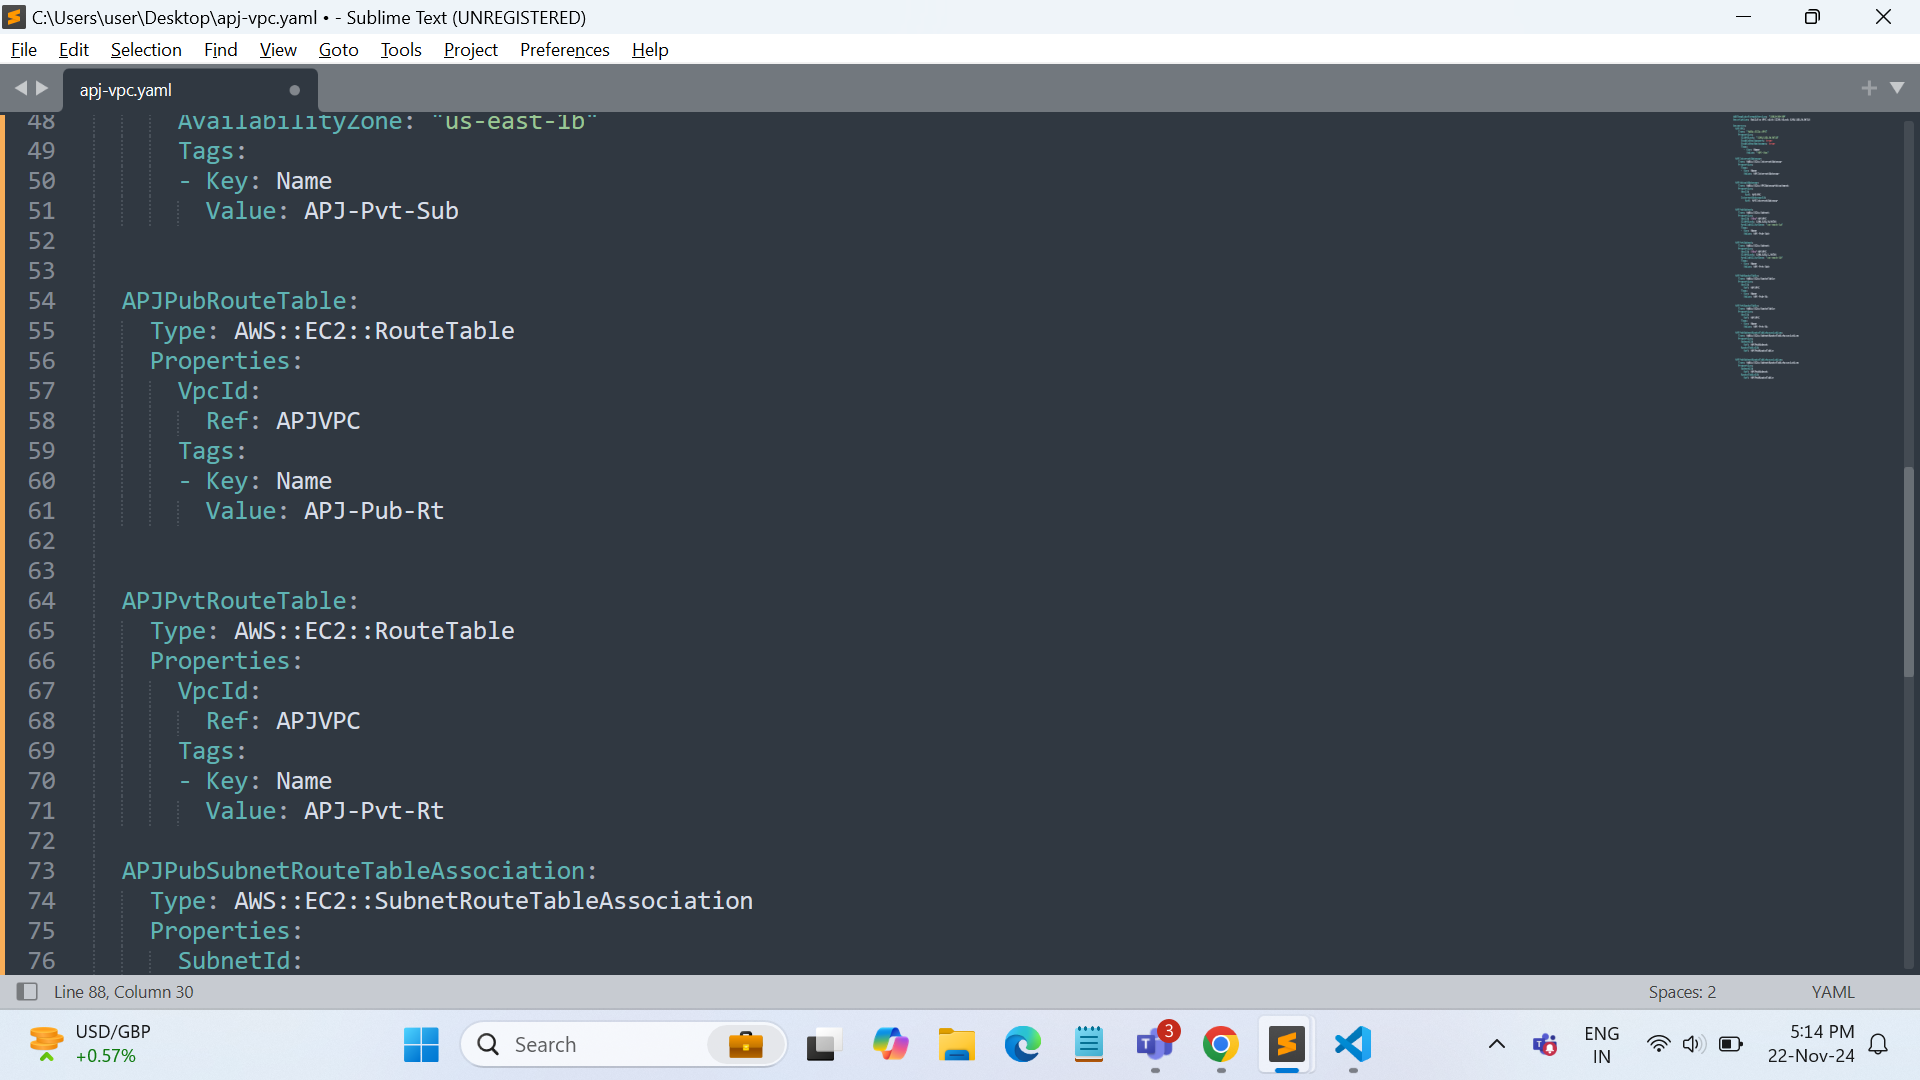 C:\Users\user\Desktop\apj-vpc.yaml • - Sublime Text (UNREGISTERED)
File Edit Selection Find View Goto Tools Project Preferences Help
apj-vpc.yaml
48 AvailabilityZone: "us-east-1b"
49 Tags:
50 - Key: Name
51 Value: APJ-Pvt-Sub
52
53
54 APJPubRouteTable:
55 Type: AWS::EC2::RouteTable
56 Properties:
57 VpcId:
58 Ref: APJVPC
59 Tags:
60 - Key: Name
61 Value: APJ-Pub-Rt
62
63
64 APJPvtRouteTable:
65 Type: AWS::EC2::RouteTable
66 Properties:
67 VpcId:
68 Ref: APJVPC
69 Tags:
70 - Key: Name
71 Value: APJ-Pvt-Rt
72
73 APJPubSubnetRouteTableAssociation:
74 Type: AWS::EC2::SubnetRouteTableAssociation
75 Properties:
76 SubnetId:
Line 88, Column 30 Spaces: 2 YAML
USD/GBP
+0.57%
Search
3
ENG
IN
5:14 PM
22-Nov-24